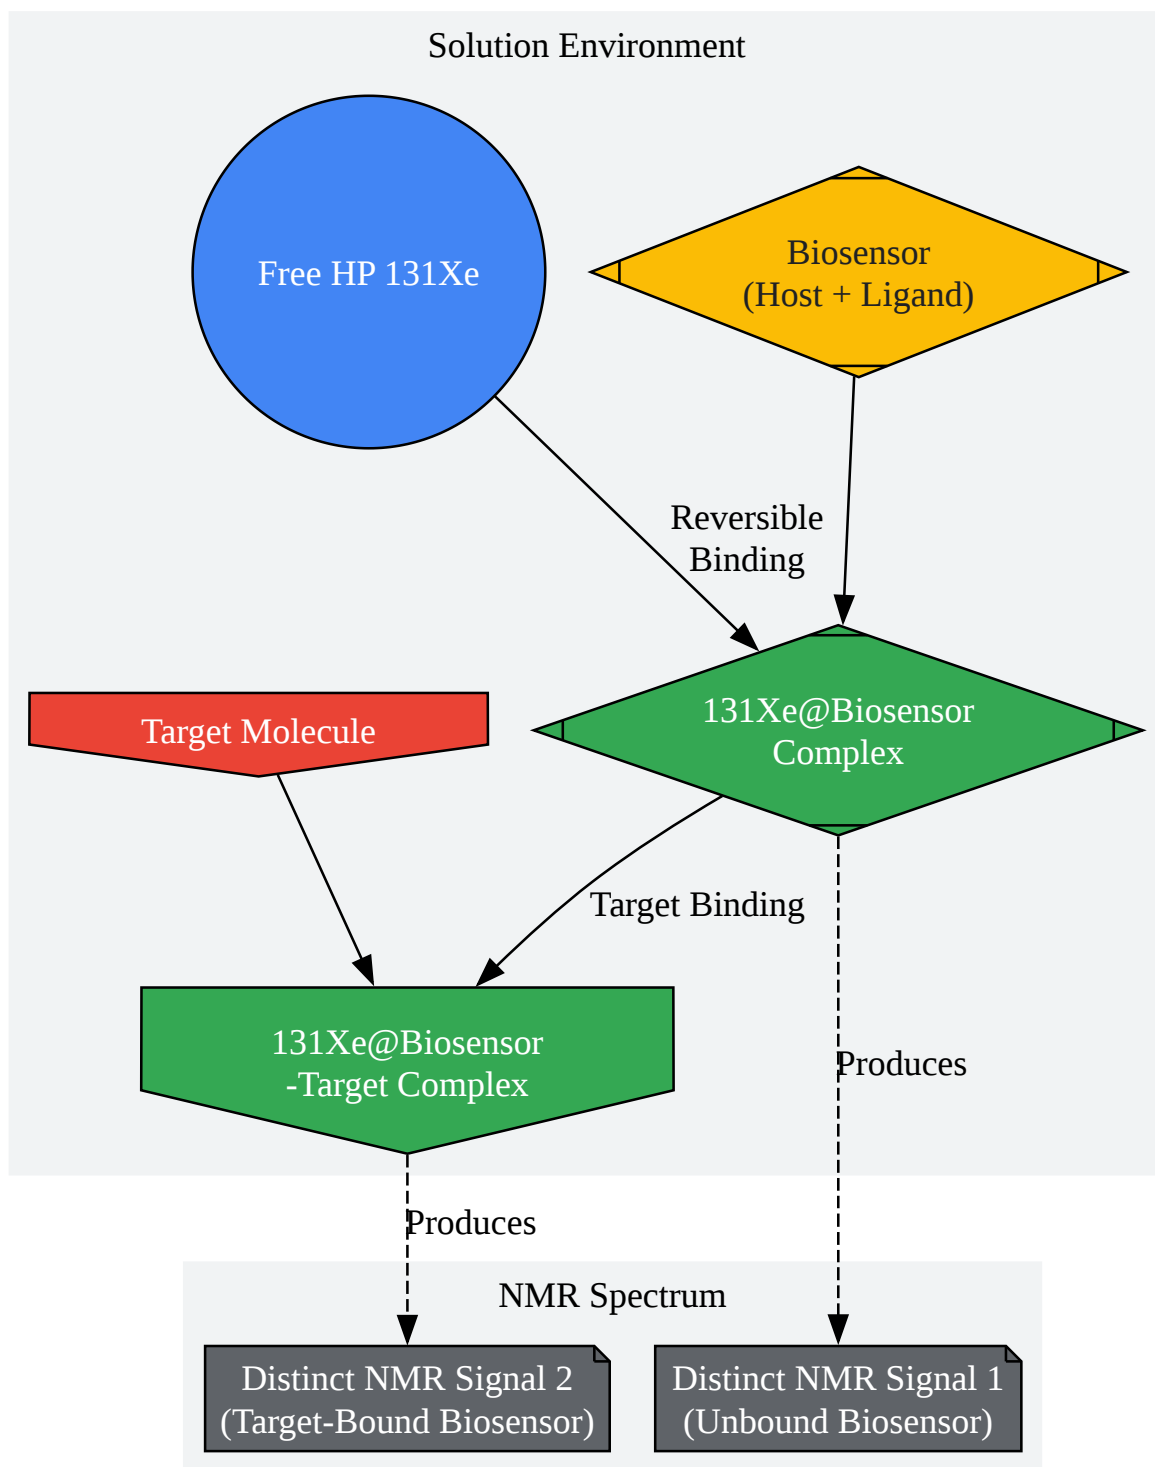 Solution Environment
Free HP 131Xe
Biosensor
(Host + Ligand)
Reversible
Binding
131Xe@Biosensor
Complex
Target Molecule
Target Binding
131Xe@Biosensor
-Target Complex
Produces
Produces
NMR Spectrum
Distinct NMR Signal 2
(Target-Bound Biosensor)
Distinct NMR Signal 1
(Unbound Biosensor)